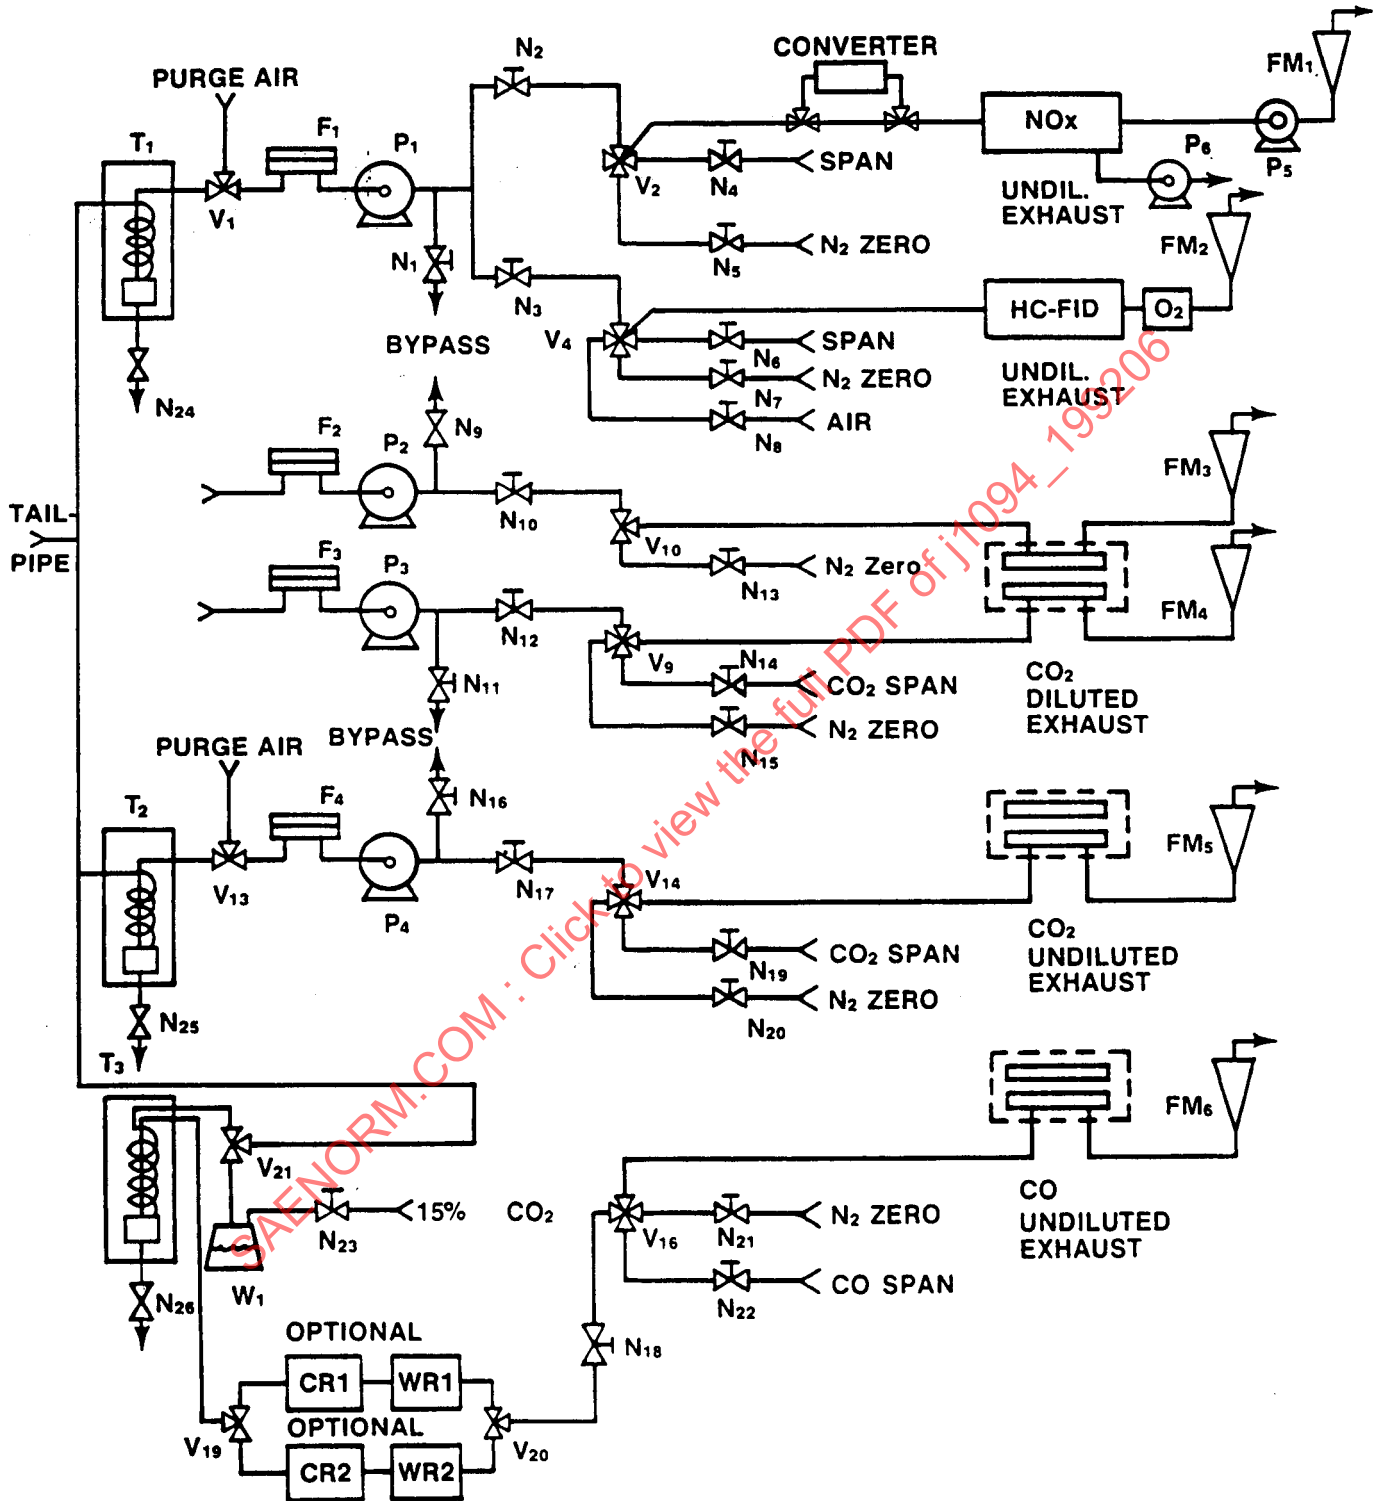 N2
CONVERTER
FM1
PURGE AIR
F1
T1
P1
NOx
P6
P5
SPAN
V1
V2
N4
UNDIL.
EXHAUST
N2 ZERO
FM2
N1
N3
N5
HC-FID
O2
V4
BYPASS
N6
SPAN
N7
N2 ZERO
UNDIL.
EXHAUST
N24
N8
AIR
F2
N9
P2
FM3
TAIL
PIPE
N10
V10
F3
P3
N13
N2 Zero
FM4
N12
V9
N14
CO2 SPAN
CO2
DILUTED
EXHAUST
N11
BYPASS
N15
N2 ZERO
PURGE AIR
T2
F4
N16
FM5
V13
N17
V14
P4
CO2
UNDILUTED
EXHAUST
N19
CO2 SPAN
N20
N2 ZERO
N25
T3
FM6
V21
N23
15% CO2
V16
N21
N2 ZERO
CO
UNDILUTED
EXHAUST
W1
N22
CO SPAN
N26
OPTIONAL
N18
CR1
WR1
OPTIONAL
V19
V20
CR2
WR2
SAENORM.COM : Click to view the full PDF of j1094_199206